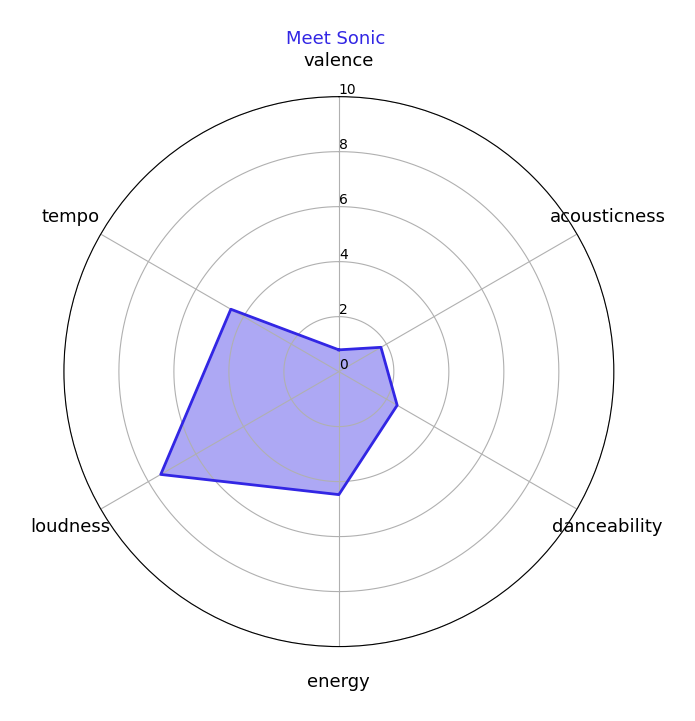 Meet Sonic
valence
10
8
6
4
2
0
tempo
acousticness
loudness
danceability
energy